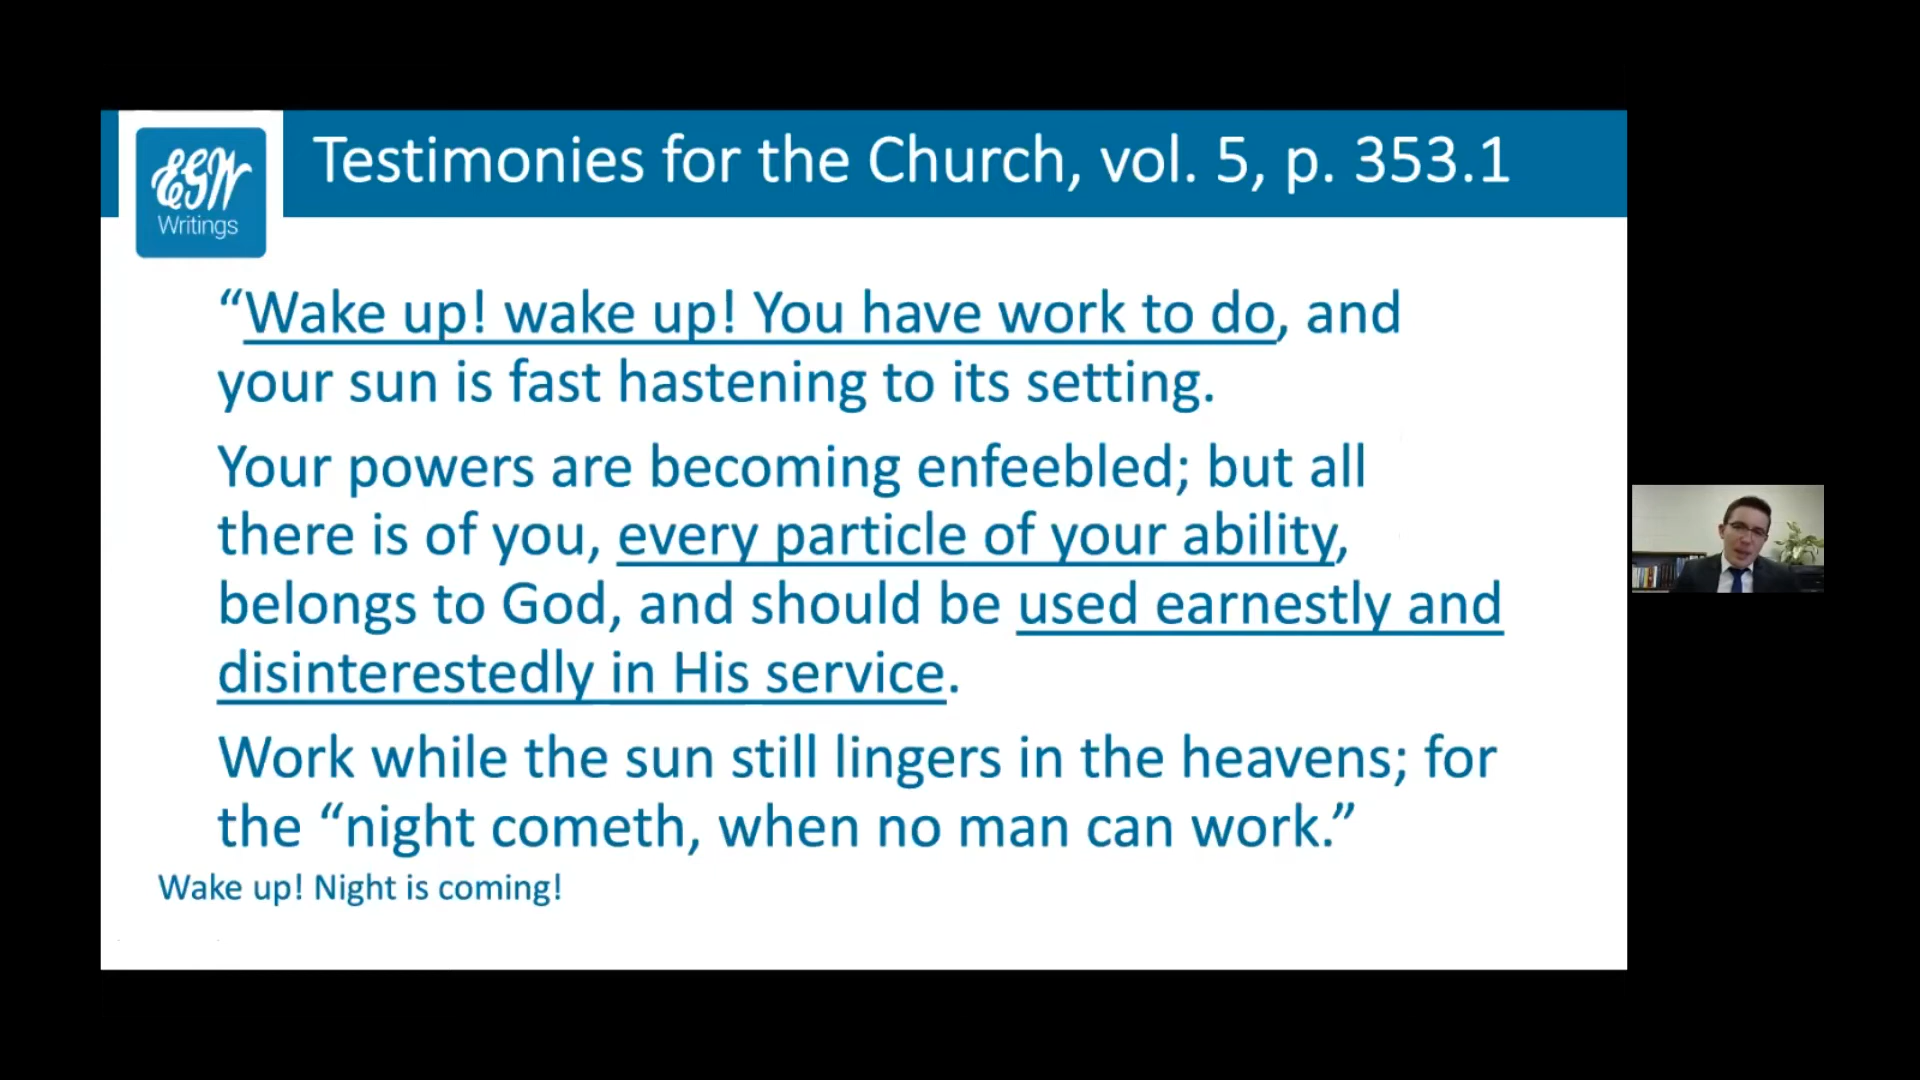 EGW
Writings
Testimonies for the Church, vol. 5, p. 353.1
“Wake up! wake up! You have work to do, and
your sun is fast hastening to its setting.
Your powers are becoming enfeebled; but all
there is of you, every particle of your ability,
belongs to God, and should be used earnestly and
disinterestedly in His service.
Work while the sun still lingers in the heavens; for
the “night cometh, when no man can work.”
Wake up! Night is coming!